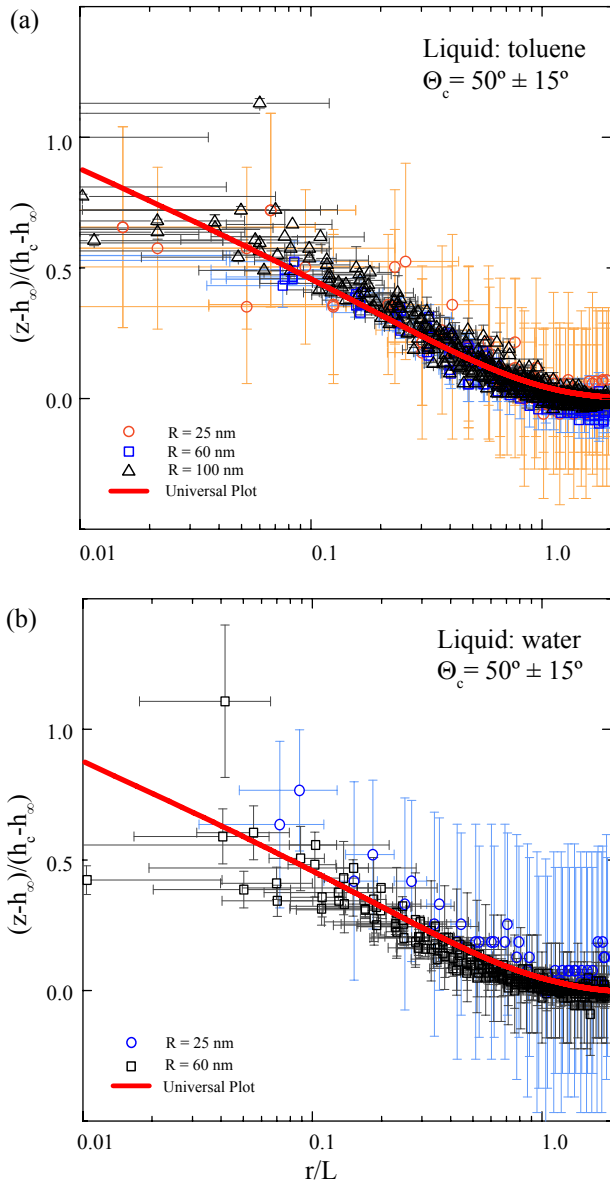 (a)
Liquid: toluene
Θc= 50º ± 15º
1.0
0.5
0.0
(z-h∞)/(hc-h∞)
R = 25 nm
R = 60 nm
R = 100 nm
Universal Plot
0.01
0.1
1.0
(b)
Liquid: water
Θc= 50º ± 15º
1.0
0.5
0.0
(z-h∞)/(hc-h∞)
R = 25 nm
R = 60 nm
Universal Plot
0.01
0.1
1.0
r/L